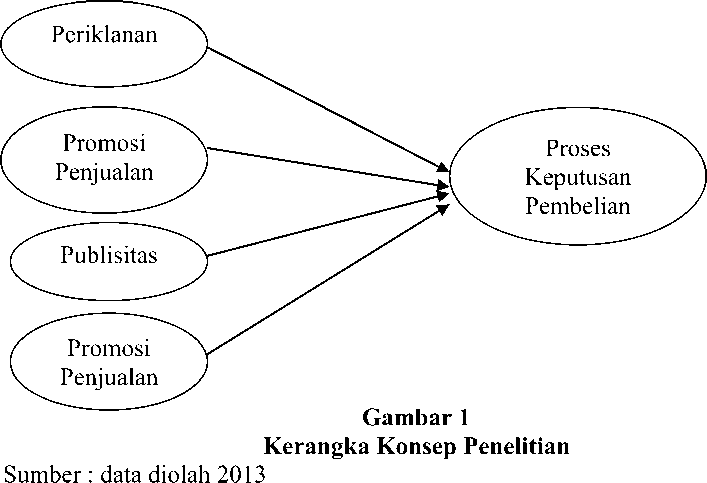 Periklanan
Promosi
Penjualan
Publisitas
Promosi
Penjualan
Proses
Keputusan
Pembelian
Gambar 1
Kerangka Konsep Penelitian
Sumber : data diolah 2013